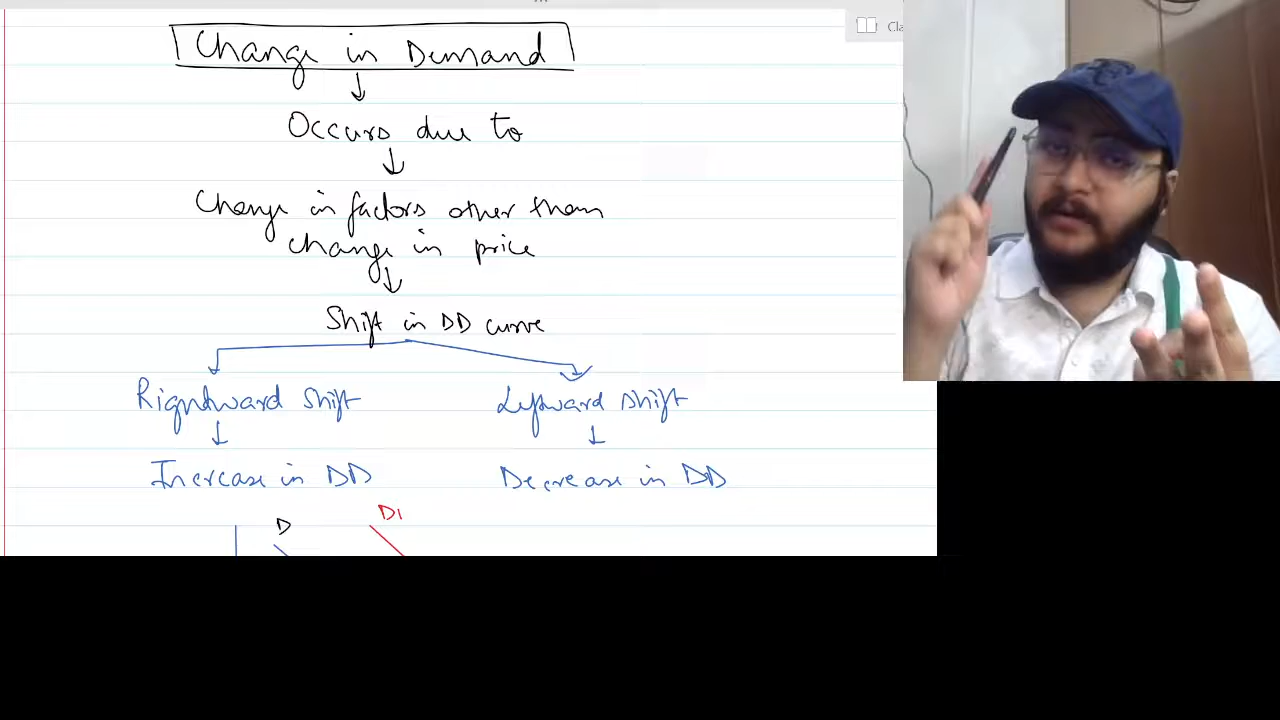 Change in Demand
Occurs due to
Change in factors other than
change in price
Shift in DD curve
Rightward shift
Leftward shift
Increase in DD
Decrease in DD
D
D1
Cla